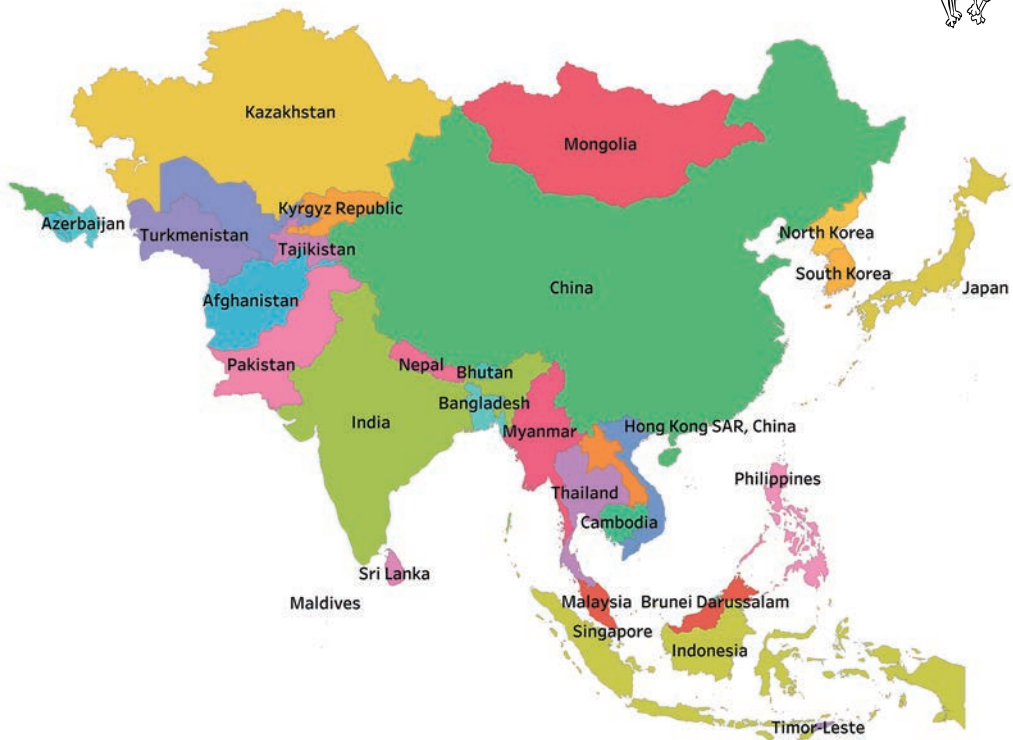 Kazakhstan
Mongolia
Kyrgyz Republic
Azerbaijan
Turkmenistan
North Korea
Tajikistan
South Korea
China
Japan
Afghanistan
Pakistan
Nepal
Bhutan
Bangladesh
India
Hong Kong SAR, China
Myanmar
Philippines
Thailand
Cambodia
Sri Lanka
Maldives
Malaysia
Brunei Darussalam
Singapore
Indonesia
Timor-Leste